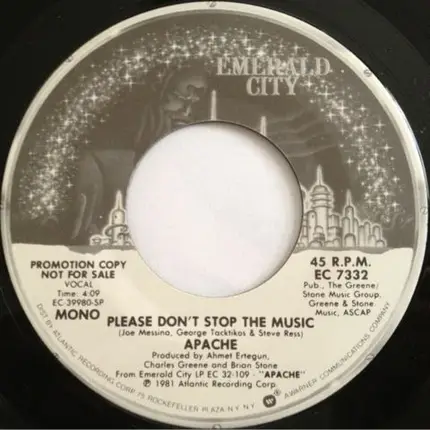 EMERALD
CITY
PROMOTION COPY
NOT FOR SALE
VOCAL
Time: 4:09
EC-39980-SP
MONO
45 R.P.M.
EC 7332
Pub., The Greene/
Stone Music Group,
Greene & Stone
Music, ASCAP
PLEASE DON'T STOP THE MUSIC
(Joe Messina, George Tacktikos & Steve Ress)
APACHE
Produced by Ahmet Ertegun,
Charles Greene and Brian Stone
From Emerald City LP EC 32-109 - "APACHE"
℗ 1981 Atlantic Recording Corp.
DIST. BY ATLANTIC RECORDING CORP. 75 ROCKEFELLER PLAZA N.Y. N.Y. A WARNER COMMUNICATIONS COMPANY